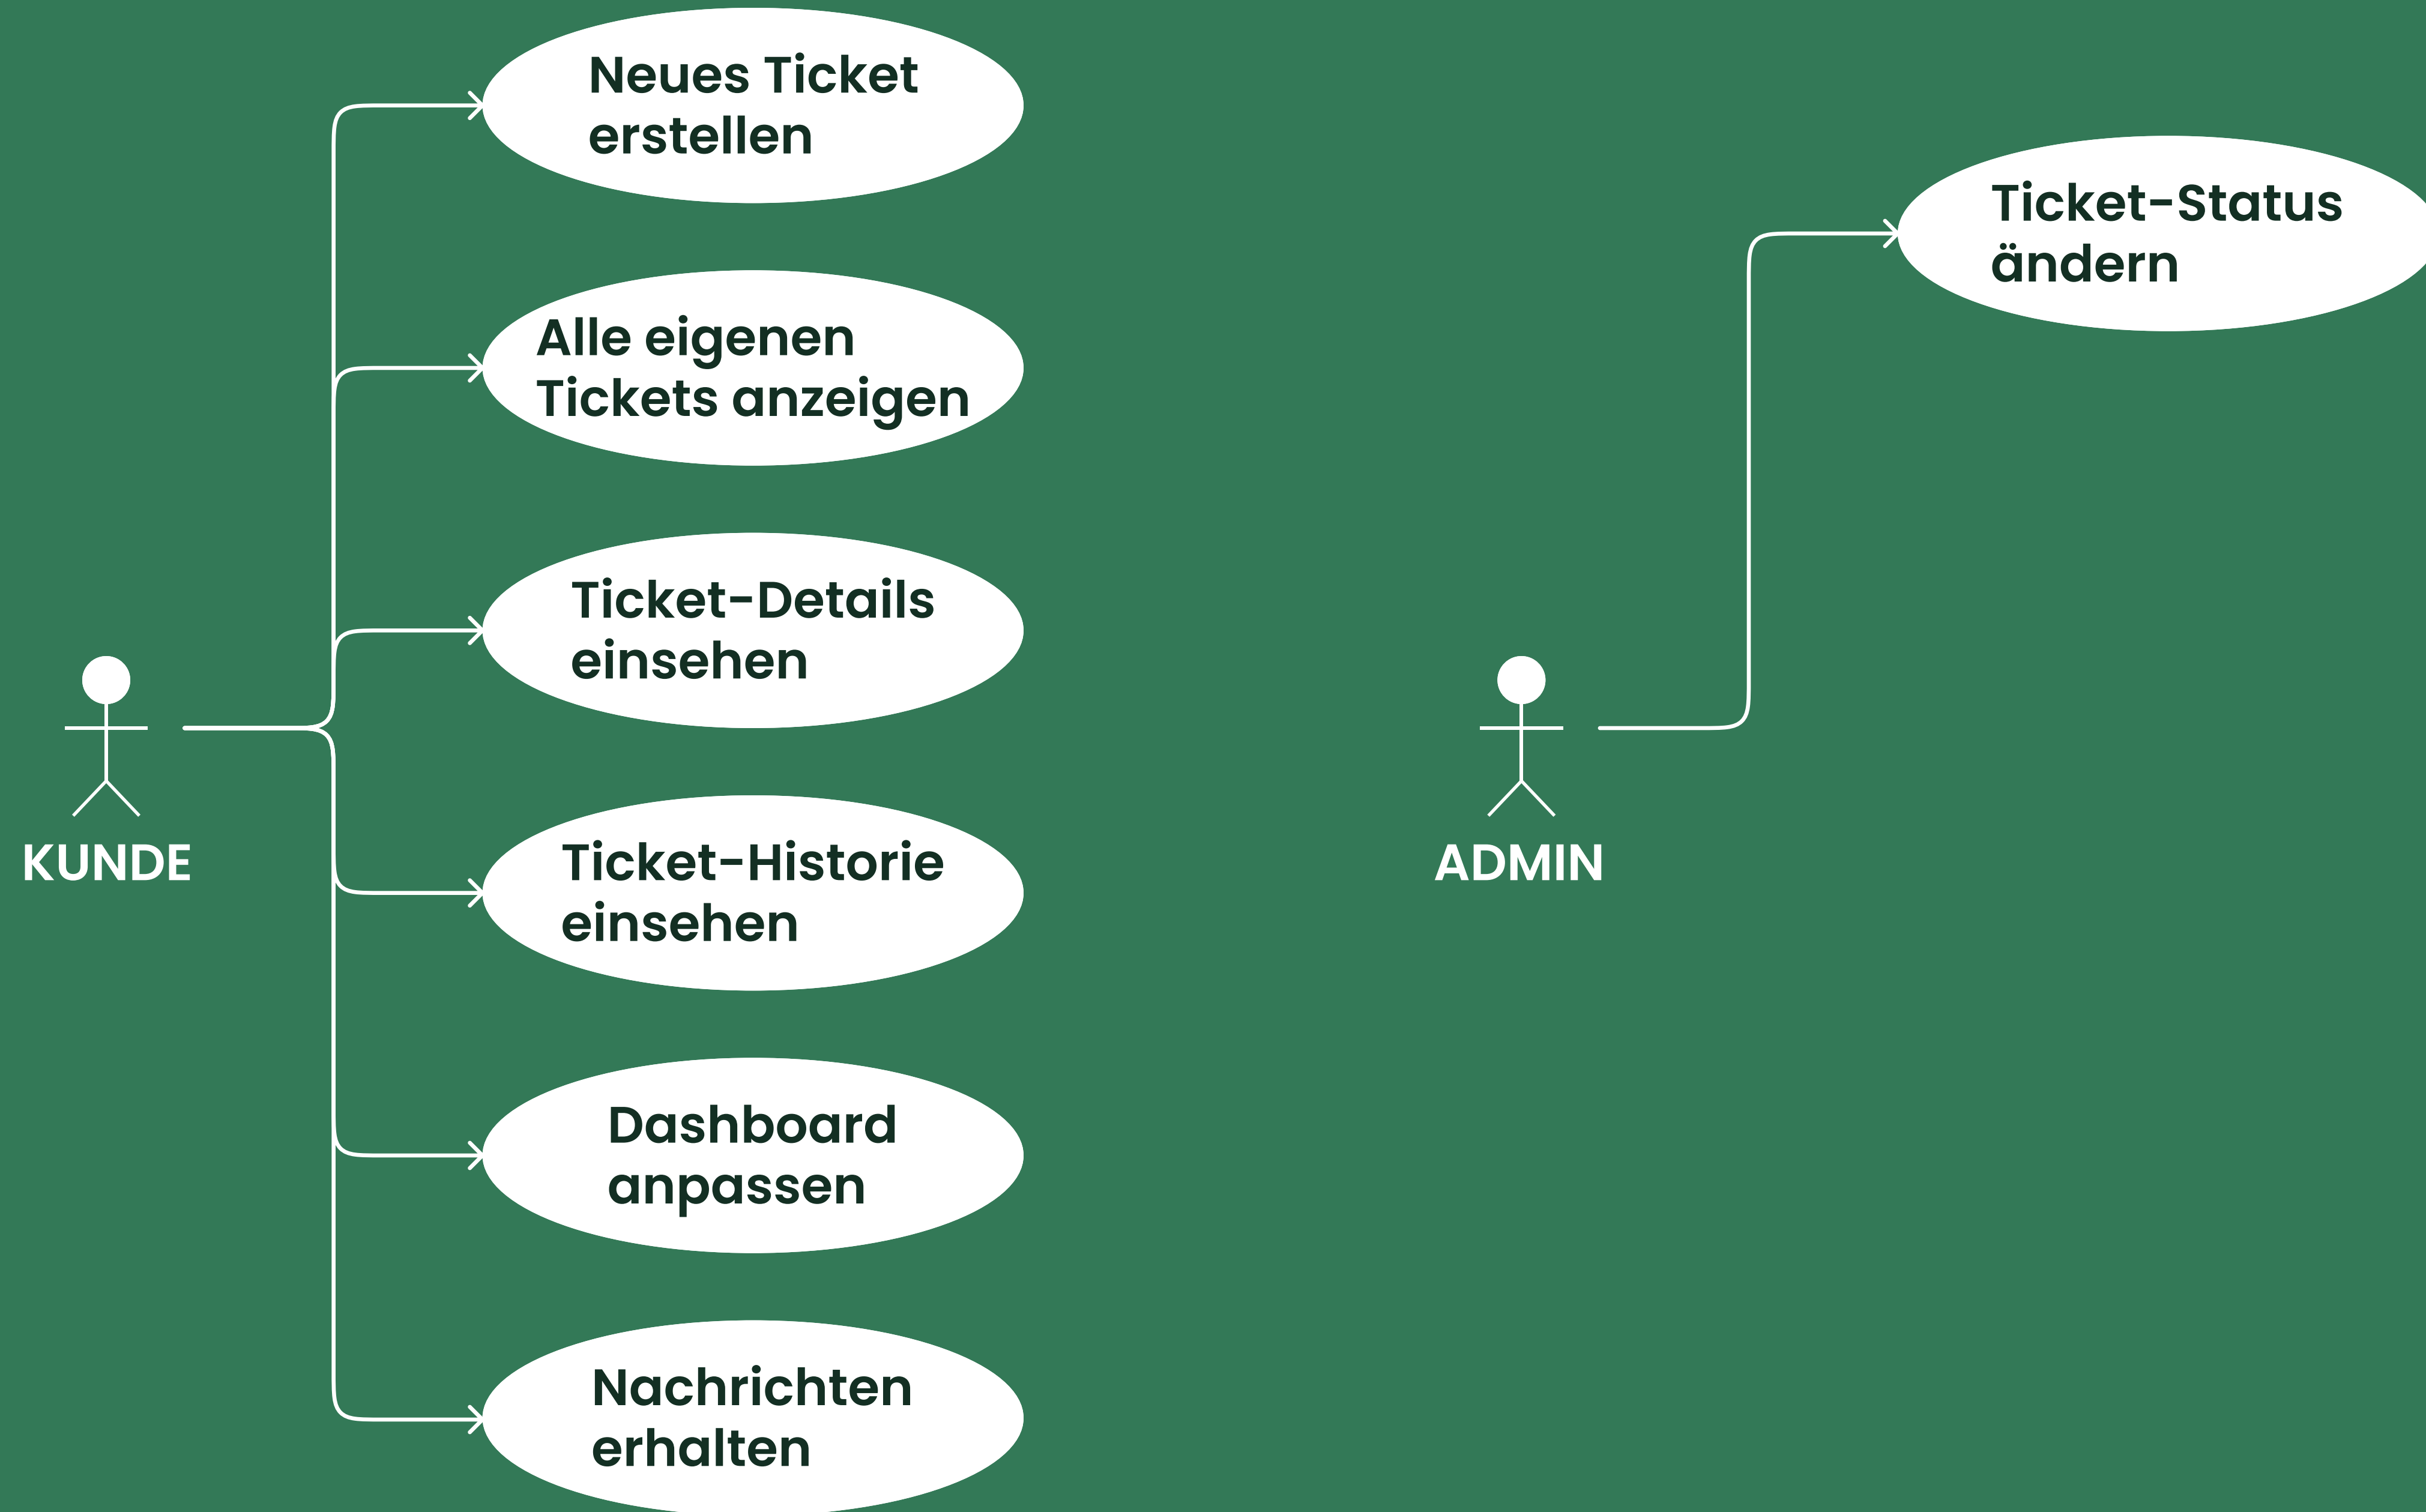 Neues Ticket
erstellen
Alle eigenen
Tickets anzeigen
Ticket-Details
einsehen
KUNDE
Ticket-Historie
einsehen
Dashboard
anpassen
Nachrichten
erhalten
Ticket-Status
ändern
ADMIN